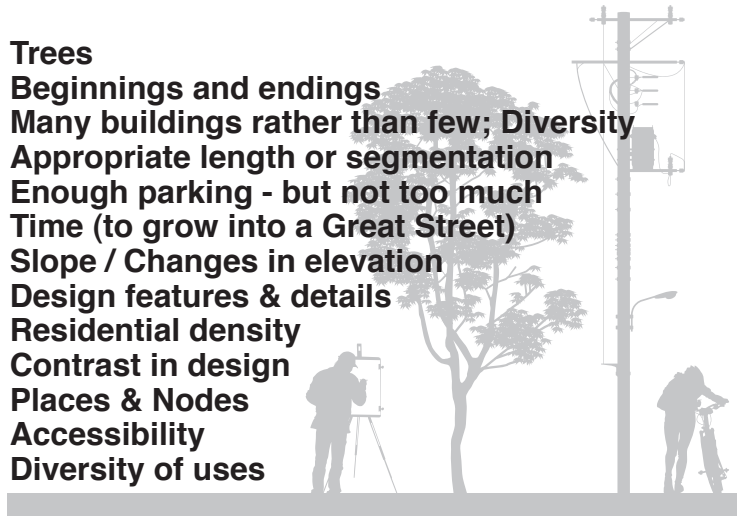 Trees
Beginnings and endings
Many buildings rather than few; Diversity
Appropriate length or segmentation
Enough parking - but not too much
Time (to grow into a Great Street)
Slope / Changes in elevation
Design features & details
Residential density
Contrast in design
Places & Nodes
Accessibility
Diversity of uses